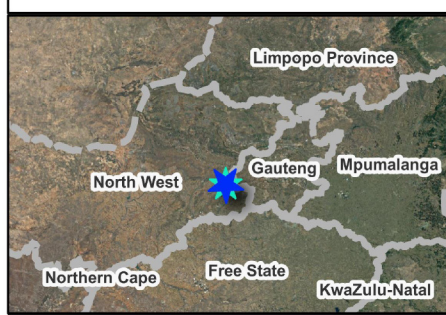 Limpopo Province
Gauteng
Mpumalanga
North West
Northern Cape
Free State
KwaZulu-Natal